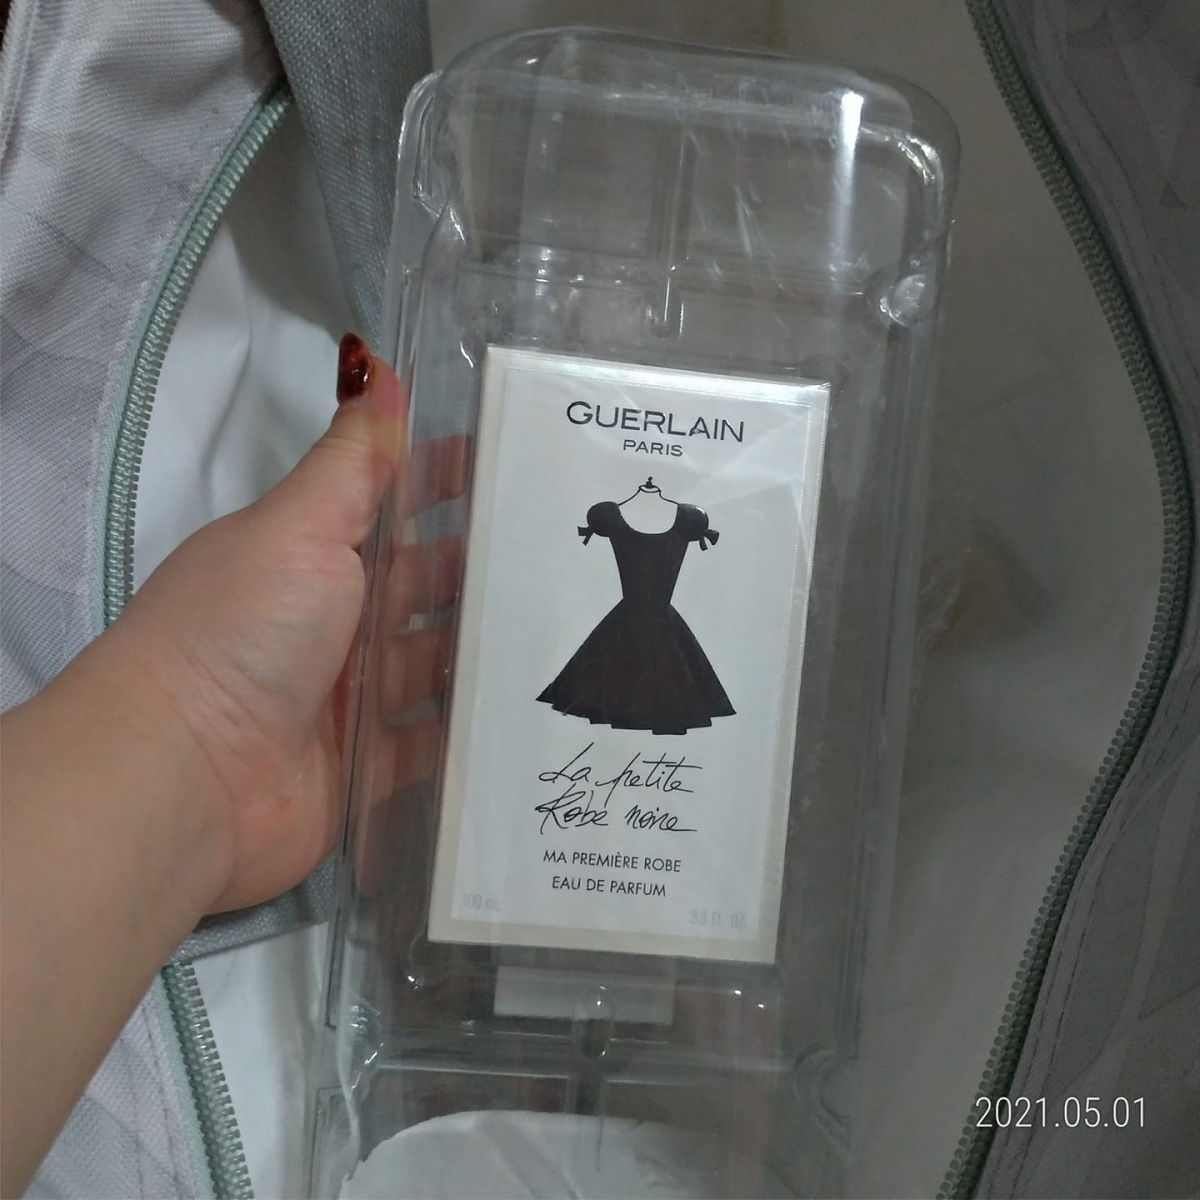 GUERLAIN
PARIS
La petite
Robe noire
MA PREMIÈRE ROBE
EAU DE PARFUM
100 ml
3.3 FL. OZ.
2021.05.01